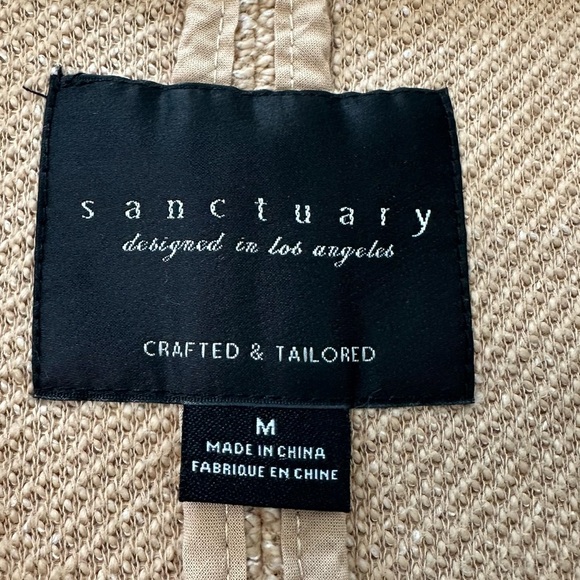 sanctuary
designed in los angeles
CRAFTED & TAILORED
M
MADE IN CHINA
FABRIQUE EN CHINE